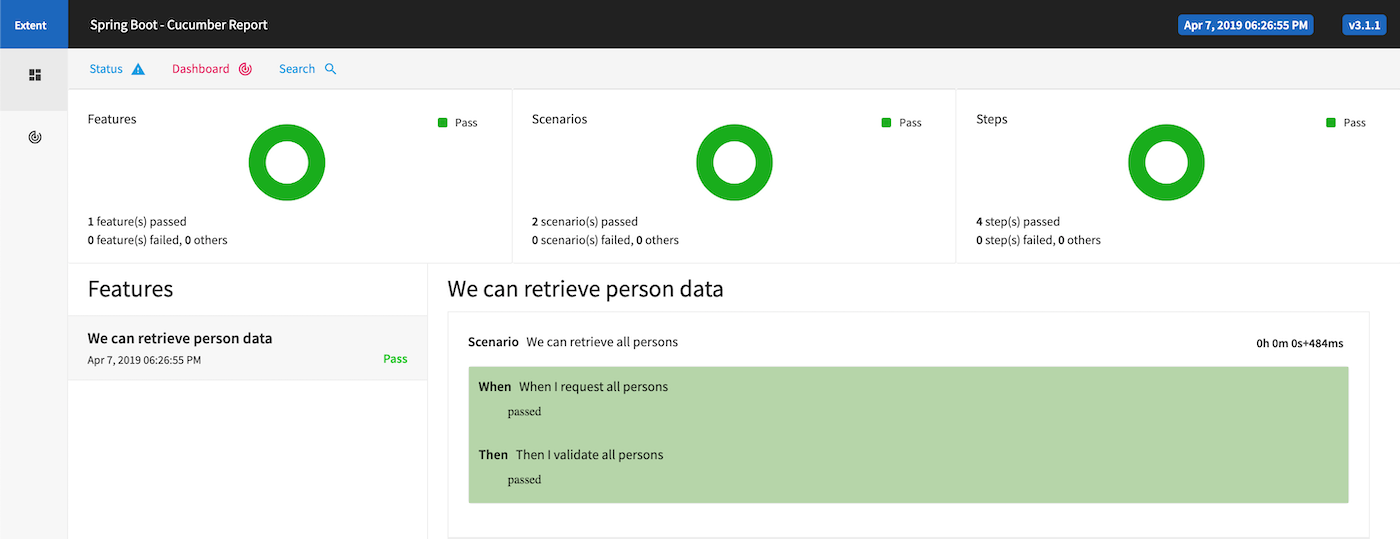 Extent
Spring Boot - Cucumber Report
Apr 7, 2019 06:26:55 PM
v3.1.1
Status
Dashboard
Search
Features
Pass
1 feature(s) passed
0 feature(s) failed, 0 others
Scenarios
Pass
2 scenario(s) passed
0 scenario(s) failed, 0 others
Steps
Pass
4 step(s) passed
0 step(s) failed, 0 others
Features
We can retrieve person data
Apr 7, 2019 06:26:55 PM
Pass
We can retrieve person data
Scenario We can retrieve all persons
0h 0m 0s+484ms
When When I request all persons
passed
Then Then I validate all persons
passed